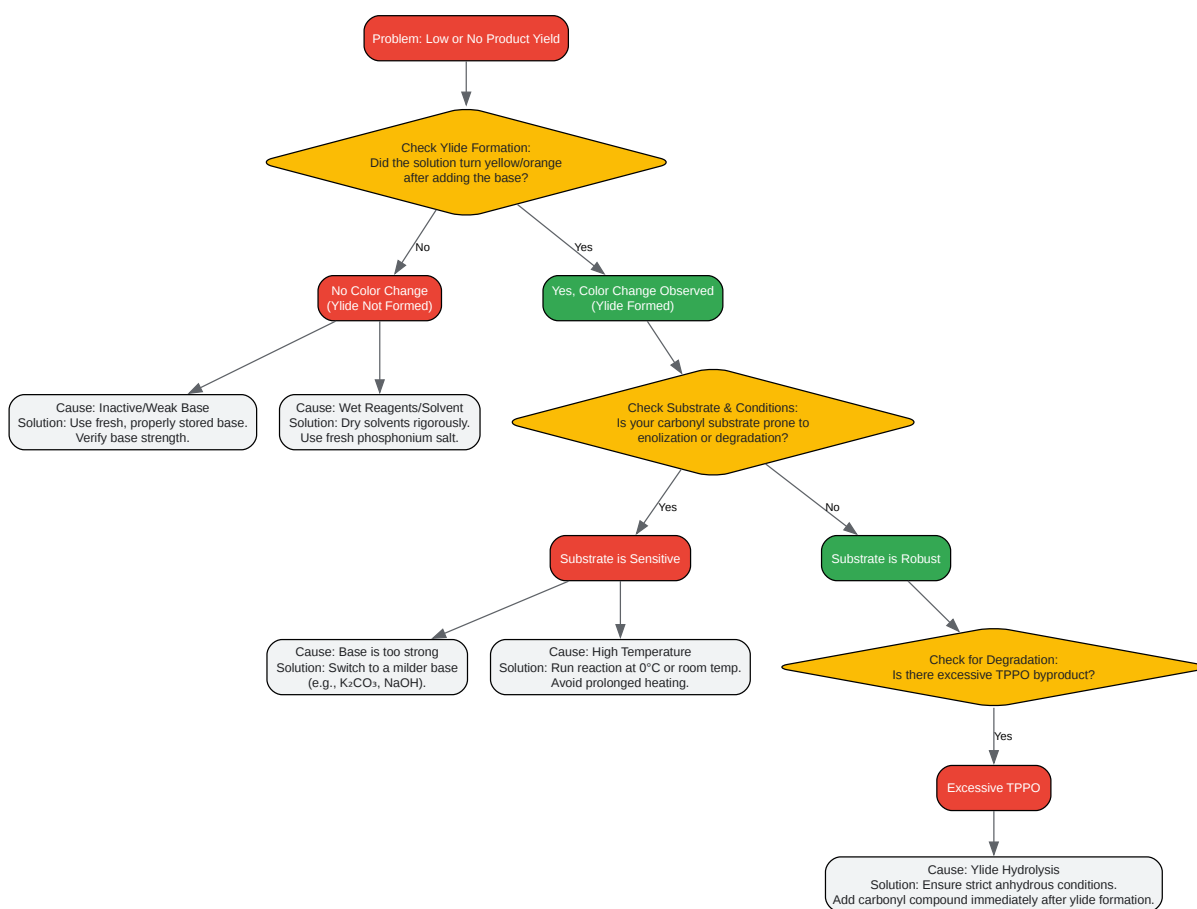 Problem: Low or No Product Yield
Check Ylide Formation:
Did the solution turn yellow/orange
after adding the base?
No
Yes
No Color Change
(Ylide Not Formed)
Yes, Color Change Observed
(Ylide Formed)
Cause: Inactive/Weak Base
Solution: Use fresh, properly stored base.
Verify base strength.
Cause: Wet Reagents/Solvent
Solution: Dry solvents rigorously.
Use fresh phosphonium salt.
Check Substrate & Conditions:
Is your carbonyl substrate prone to
enolization or degradation?
Yes
No
Substrate is Sensitive
Substrate is Robust
Cause: Base is too strong
Solution: Switch to a milder base
(e.g., K₂CO₃, NaOH).
Cause: High Temperature
Solution: Run reaction at 0°C or room temp.
Avoid prolonged heating.
Check for Degradation:
Is there excessive TPPO byproduct?
Yes
Excessive TPPO
Cause: Ylide Hydrolysis
Solution: Ensure strict anhydrous conditions.
Add carbonyl compound immediately after ylide formation.